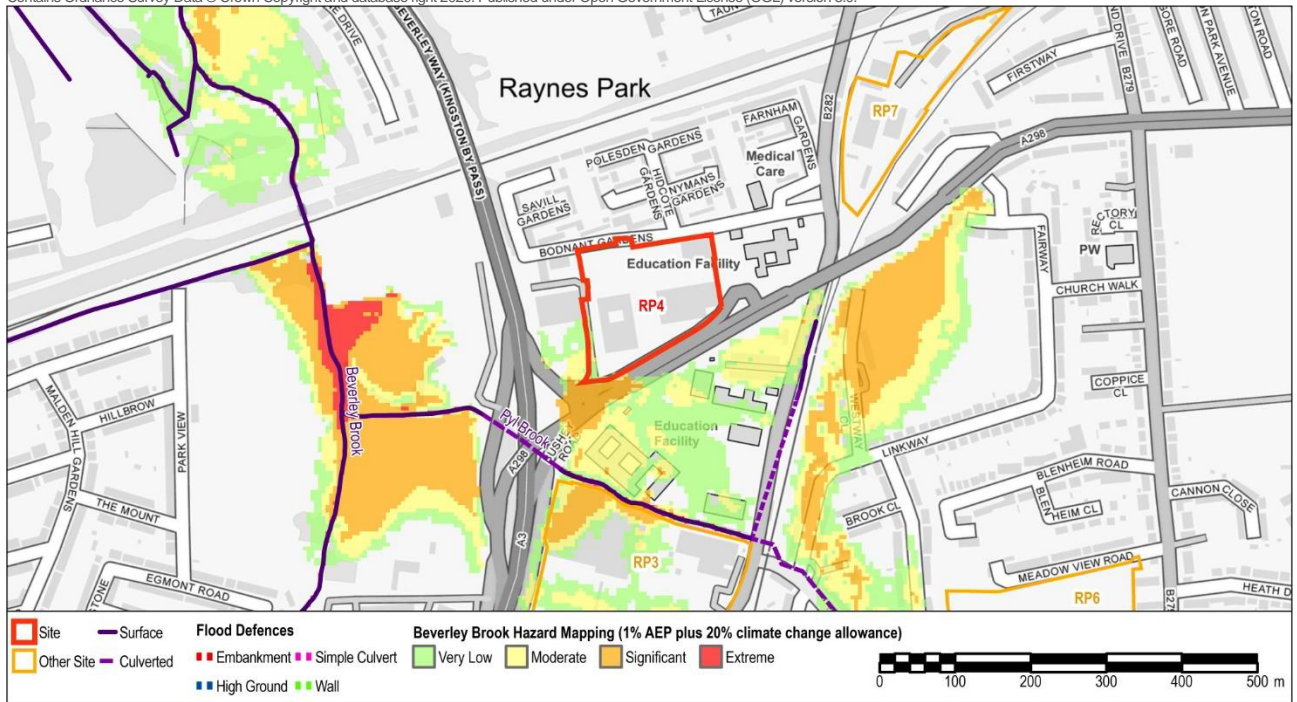 Contains Ordnance Survey Data © Crown Copyright and database right 2020. Published under Open Government Licence (OGL) version 3.0.
BEVERLEY WAY (KINGSTON BY PASS)
Raynes Park
B282
RP7
FIRSTWAY
B279
A298
FARNHAM
GARDENS
POLESDEN GARDENS
HIDCOTE
GARDENS
NYMANS
GARDENS
Medical
Care
SAVILL
GARDENS
BODNANT GARDENS
Education Facility
RP4
FAIRWAY
RECTORY
CL
PW
CHURCH WALK
COPPICE
CL
WESTWAY
CL
LINKWAY
BLENHEIM ROAD
BLEN
HEIM CL
CANNON CLOSE
BROOK CL
MEADOW VIEW ROAD
RP6
HEATH D
B279
Beverley Brook
Pyl Brook
Education
Facility
A298
A3
RP3
MALDEN HILL GARDENS
HILLBROW
PARK VIEW
THE MOUNT
EGMONT ROAD
STONE
Site
Surface
Other Site
Culverted
Flood Defences
Embankment
Simple Culvert
High Ground
Wall
Beverley Brook Hazard Mapping (1% AEP plus 20% climate change allowance)
Very Low
Moderate
Significant
Extreme
0 100 200 300 400 500 m